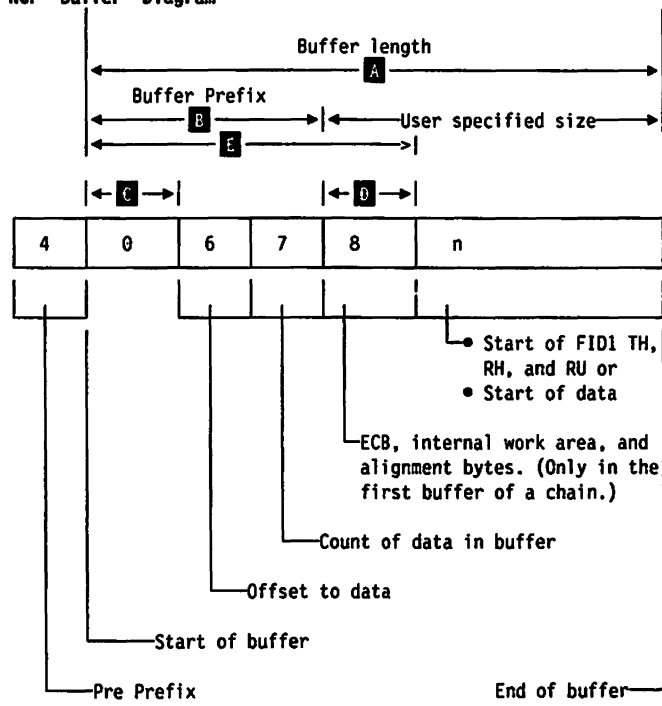 NCP Buffer Diagram
Buffer length
A
Buffer Prefix
B
User specified size
E
C
D
4 0 6 7 8 n
• Start of FID1 TH,
RH, and RU or
• Start of data
ECB, internal work area, and
alignment bytes. (Only in the
first buffer of a chain.)
Count of data in buffer
Offset to data
Start of buffer
Pre Prefix
End of buffer